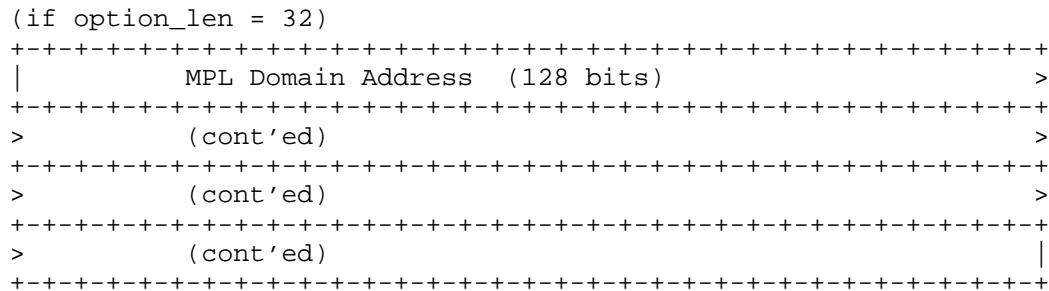 (if option_len = 32)
+-+-+-+-+-+-+-+-+-+-+-+-+-+-+-+-+-+-+-+-+-+-+-+-+-+-+-+-+-+-+-+-+
|       MPL Domain Address  (128 bits)                          >
+-+-+-+-+-+-+-+-+-+-+-+-+-+-+-+-+-+-+-+-+-+-+-+-+-+-+-+-+-+-+-+-+
>       (cont’ed)                                               >
+-+-+-+-+-+-+-+-+-+-+-+-+-+-+-+-+-+-+-+-+-+-+-+-+-+-+-+-+-+-+-+-+
>       (cont’ed)                                               >
+-+-+-+-+-+-+-+-+-+-+-+-+-+-+-+-+-+-+-+-+-+-+-+-+-+-+-+-+-+-+-+-+
>       (cont’ed)                                               |
+-+-+-+-+-+-+-+-+-+-+-+-+-+-+-+-+-+-+-+-+-+-+-+-+-+-+-+-+-+-+-+-+